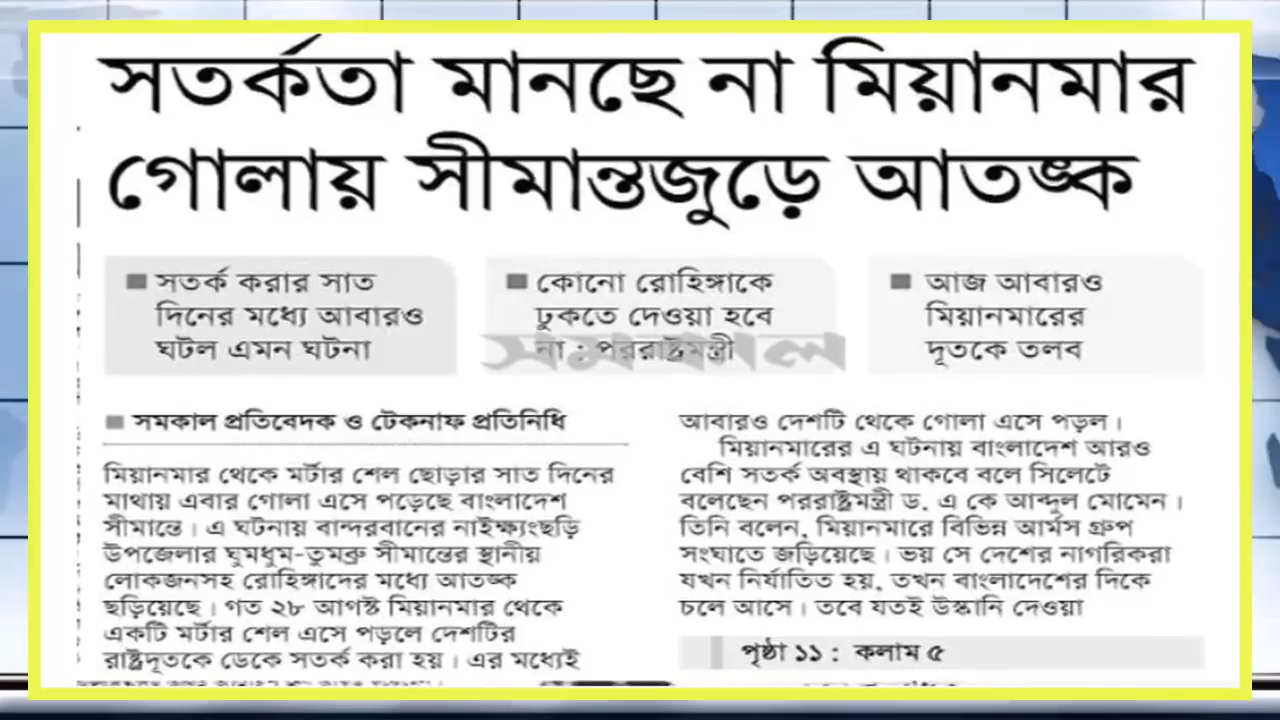 সতর্কতা মানছে না মিয়ানমার
গোলায় সীমান্তজুড়ে আতঙ্ক
সতর্ক করার সাত
দিনের মধ্যে আবারও
ঘটল এমন ঘটনা
কোনো রোহিঙ্গাকে
ঢুকতে দেওয়া হবে
না : পররাষ্ট্রমন্ত্রী
সমকাল
আজ আবারও
মিয়ানমারের
দূতকে তলব
সমকাল প্রতিবেদক ও টেকনাফ প্রতিনিধি
মিয়ানমার থেকে মর্টার শেল ছোড়ার সাত দিনের
মাথায় এবার গোলা এসে পড়েছে বাংলাদেশ
সীমান্তে। এ ঘটনায় বান্দরবানের নাইক্ষ্যংছড়ি
উপজেলার ঘুমধুম-তুমব্রু সীমান্তের স্থানীয়
লোকজনসহ রোহিঙ্গাদের মধ্যে আতঙ্ক
ছড়িয়েছে। গত ২৮ আগস্ট মিয়ানমার থেকে
একটি মর্টার শেল এসে পড়লে দেশটির
রাষ্ট্রদূতকে ডেকে সতর্ক করা হয়। এর মধ্যেই
আবারও দেশটি থেকে গোলা এসে পড়ল।
মিয়ানমারের এ ঘটনায় বাংলাদেশ আরও
বেশি সতর্ক অবস্থায় থাকবে বলে সিলেটে
বলেছেন পররাষ্ট্রমন্ত্রী ড. এ কে আব্দুল মোমেন।
তিনি বলেন, মিয়ানমারে বিভিন্ন আর্মস গ্রুপ
সংঘাতে জড়িয়েছে। ভয় সে দেশের নাগরিকরা
যখন নির্যাতিত হয়, তখন বাংলাদেশের দিকে
চলে আসে। তবে যতই উস্কানি দেওয়া
পৃষ্ঠা ১১ : কলাম ৫